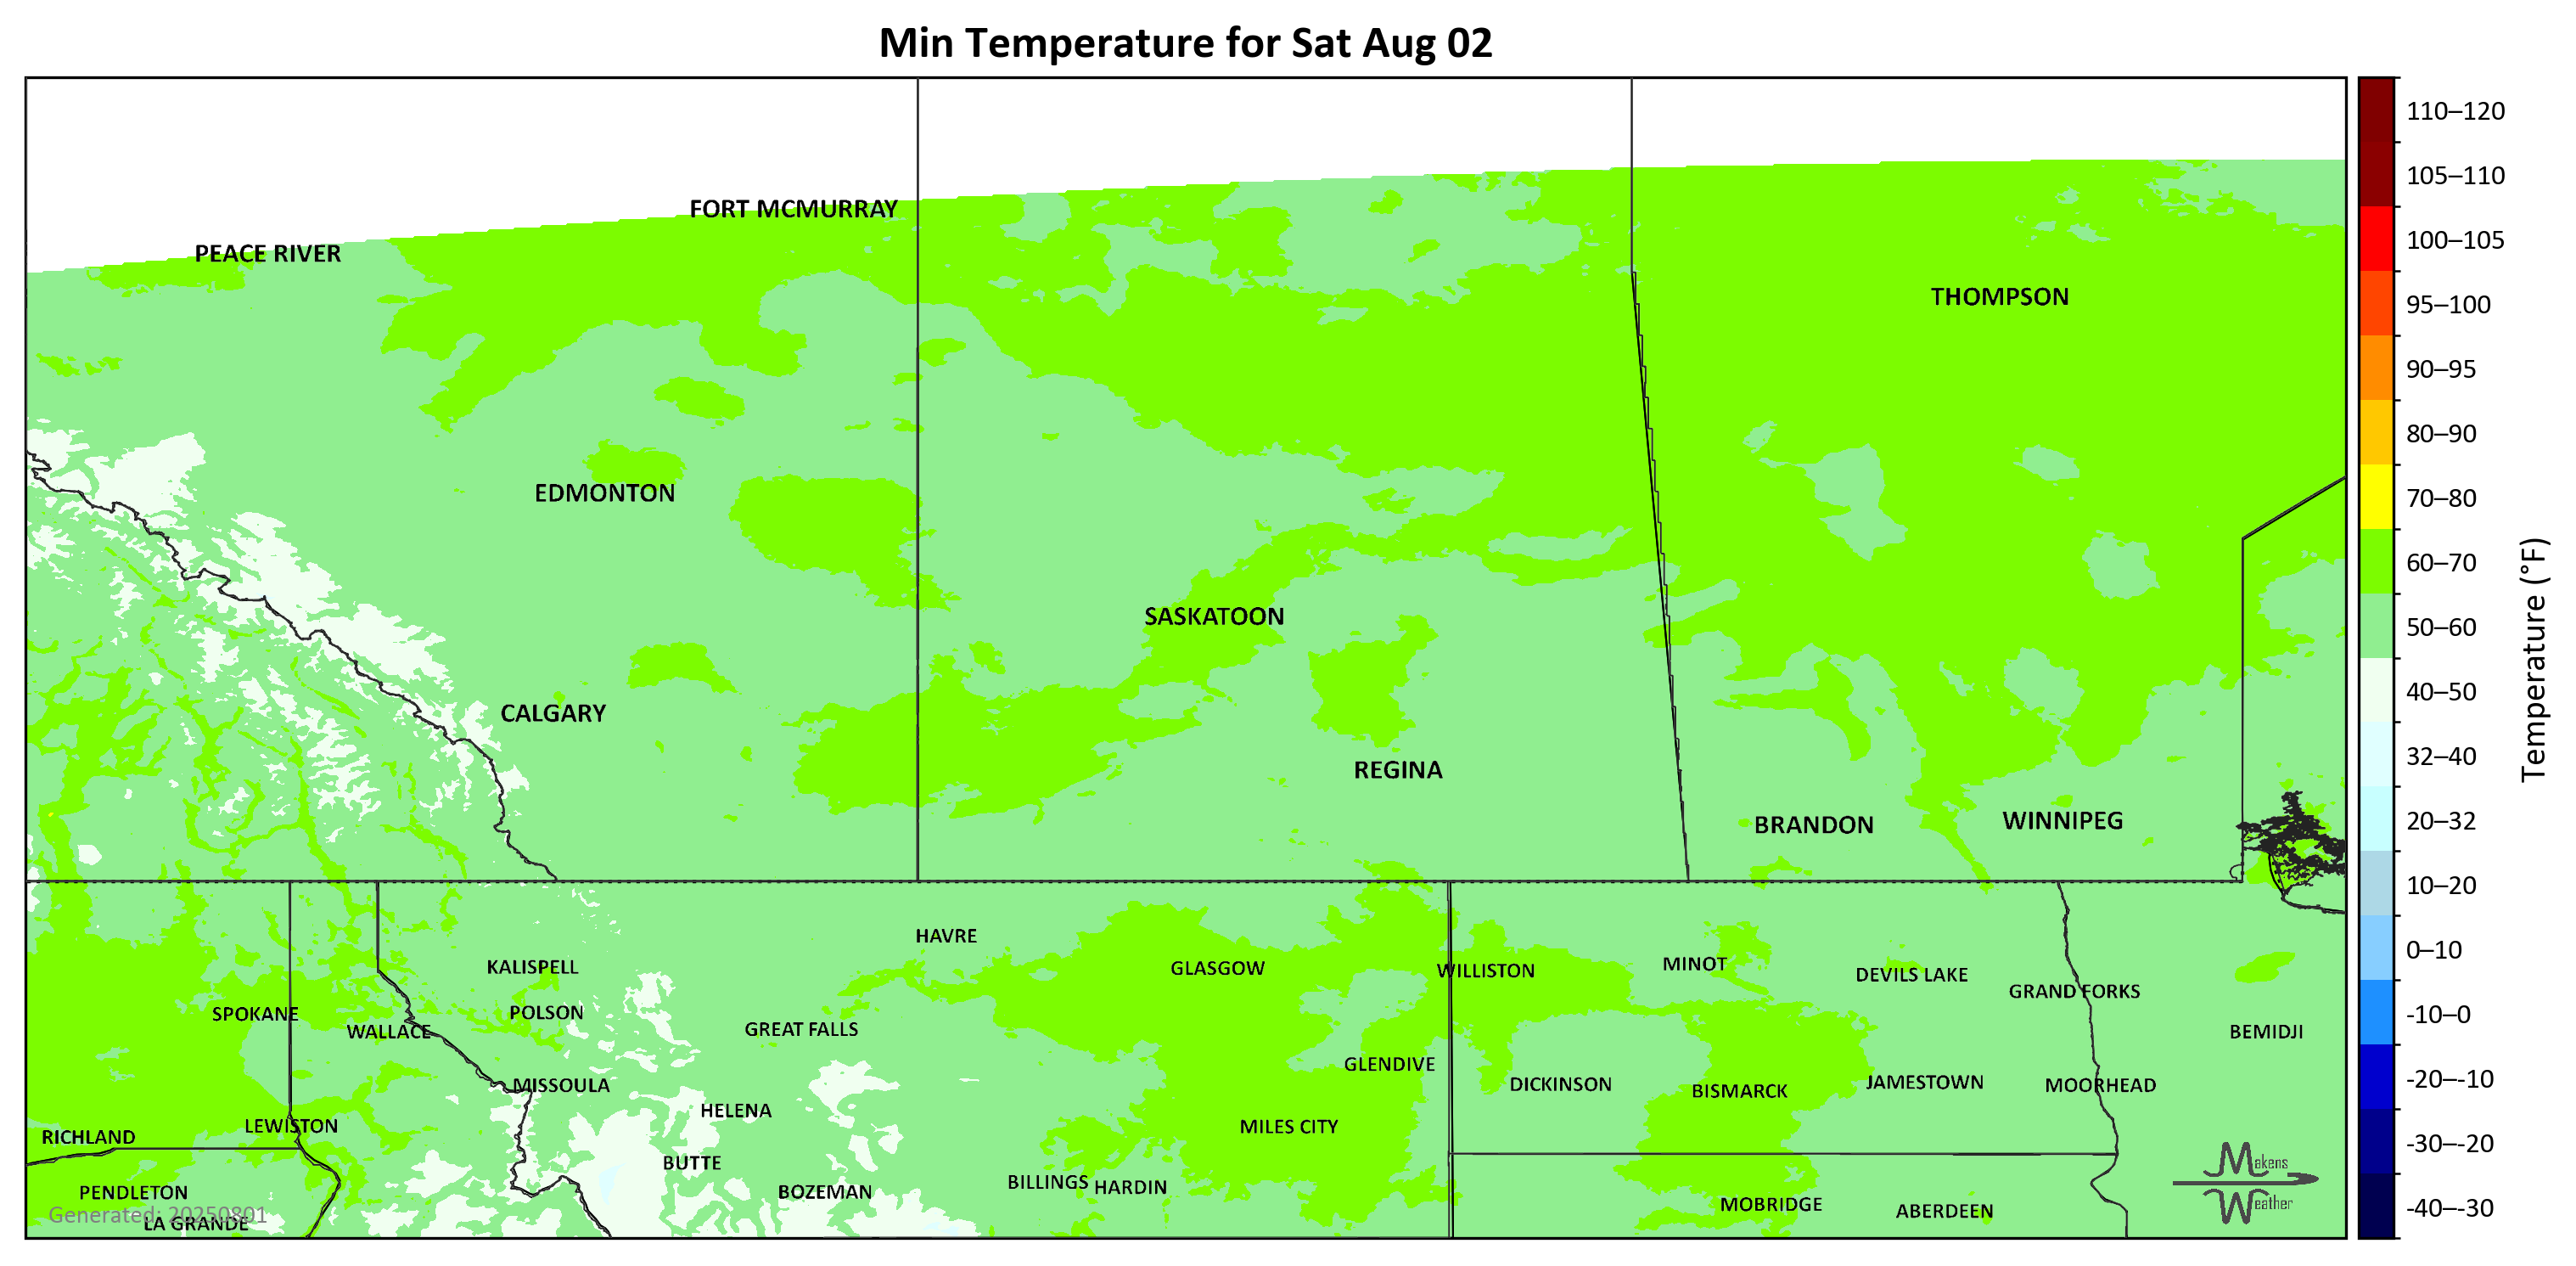 Min Temperature for Sat Aug 02
110–120
105–110
FORT MCMURRAY
100–105
PEACE RIVER
THOMPSON
95–100
90–95
80–90
EDMONTON
70–80
60–70
SASKATOON
50–60
Temperature (°F)
40–50
CALGARY
32–40
REGINA
20–32
BRANDON
WINNIPEG
10–20
HAVRE
0–10
KALISPELL
GLASGOW
WILLISTON
MINOT
DEVILS LAKE
GRAND FORKS
SPOKANE
POLSON
-10–0
WALLACE
GREAT FALLS
BEMIDJI
GLENDIVE
MISSOULA
DICKINSON
BISMARCK
JAMESTOWN
MOORHEAD
-20–-10
HELENA
LEWISTON
MILES CITY
RICHLAND
-30–-20
BUTTE
Makens
PENDLETON
BOZEMAN
BILLINGS
HARDIN
Weather
MOBRIDGE
ABERDEEN
-40–-30
Generated: 20250801
LA GRANDE